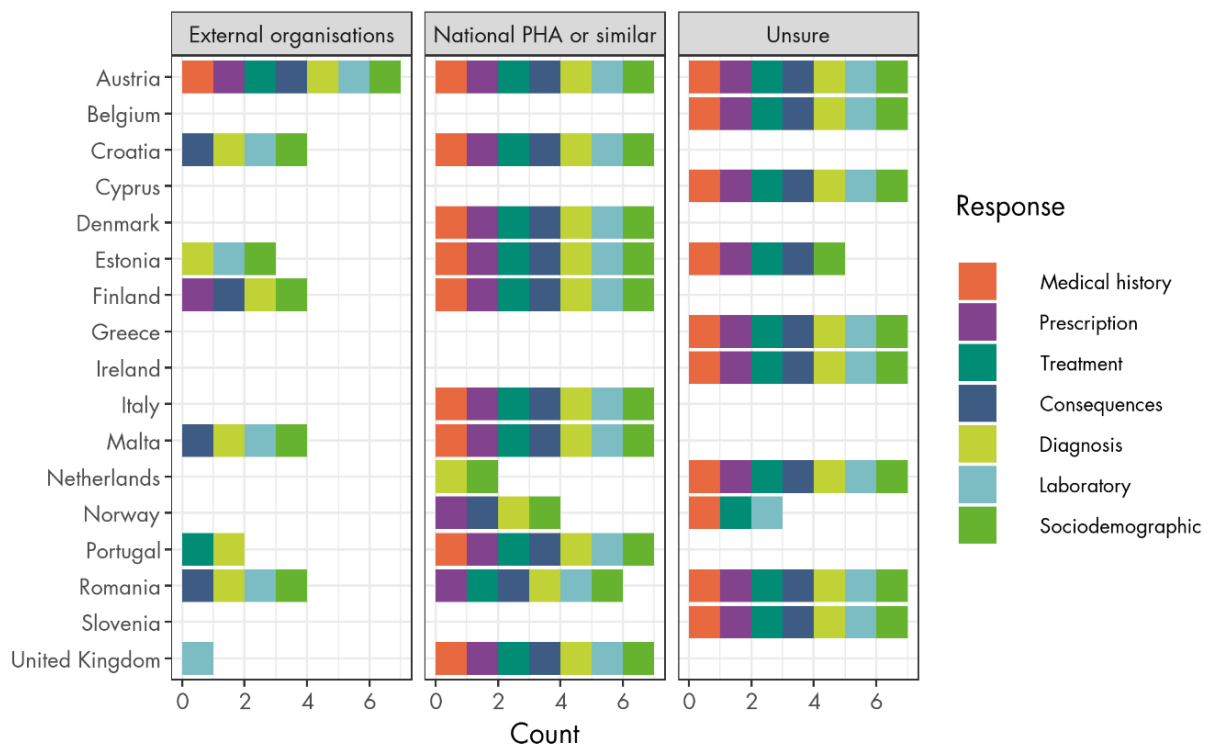 External organisations
National PHA or similar
Unsure
Austria
Belgium
Croatia
Cyprus
Denmark
Estonia
Finland
Greece
Ireland
Italy
Malta
Netherlands
Norway
Portugal
Romania
Slovenia
United Kingdom
0 2 4 6
0 2 4 6
0 2 4 6
Count
Response
Medical history
Prescription
Treatment
Consequences
Diagnosis
Laboratory
Sociodemographic